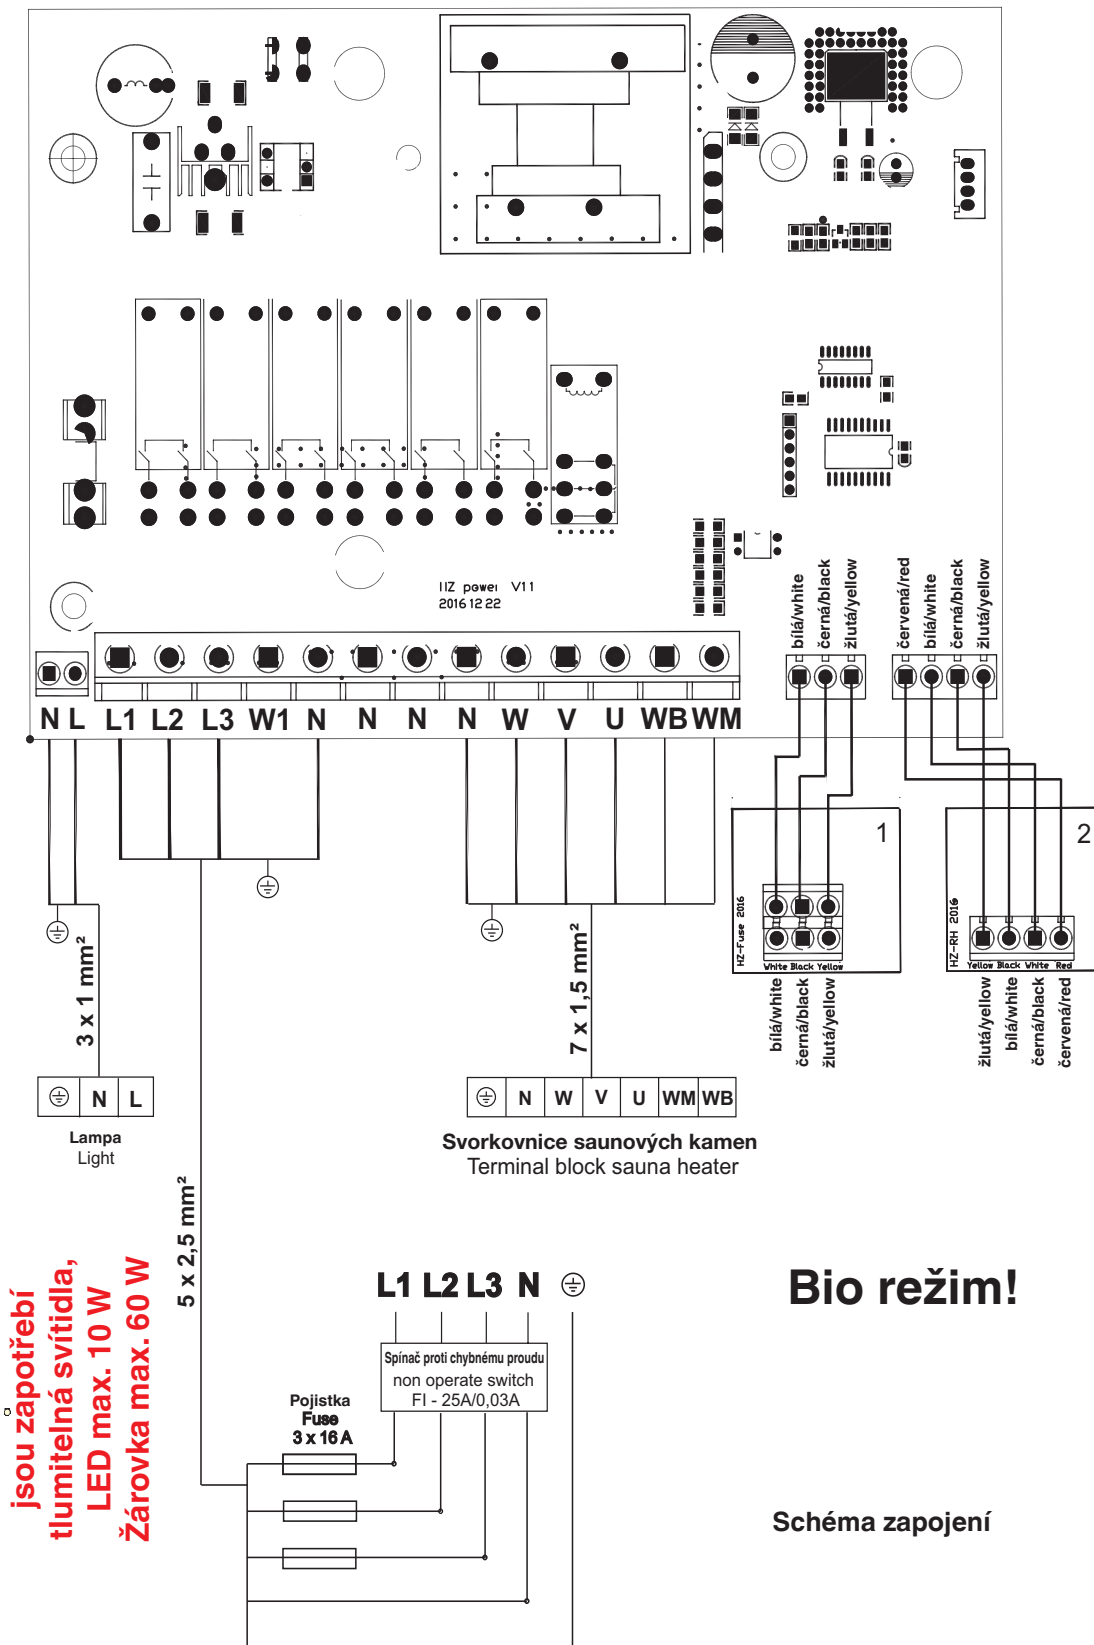 HZ power V11
2016 12 22
bílá/white
černá/black
žlutá/yellow
červená/red
bílá/white
černá/black
žlutá/yellow
N L L1 L2 L3 W1 N N N N W V U WB WM
1
HZ-Fuse 2016
White Black Yellow
bílá/white
černá/black
žlutá/yellow
2
HZ-RH 2016
Yellow Black White Red
žlutá/yellow
bílá/white
černá/black
červená/red
3 x 1 mm²
7 x 1,5 mm²
N L
Lampa
Light
N W V U WM WB
Svorkovnice saunových kamen
Terminal block sauna heater
5 x 2,5 mm²
jsou zapotřebí
tlumitelná svítidla,
LED max. 10 W
Žárovka max. 60 W
L1 L2 L3 N
Spínač proti chybnému proudu
non operate switch
FI - 25A/0,03A
Pojistka
Fuse
3 x 16 A
Bio režim!
Schéma zapojení